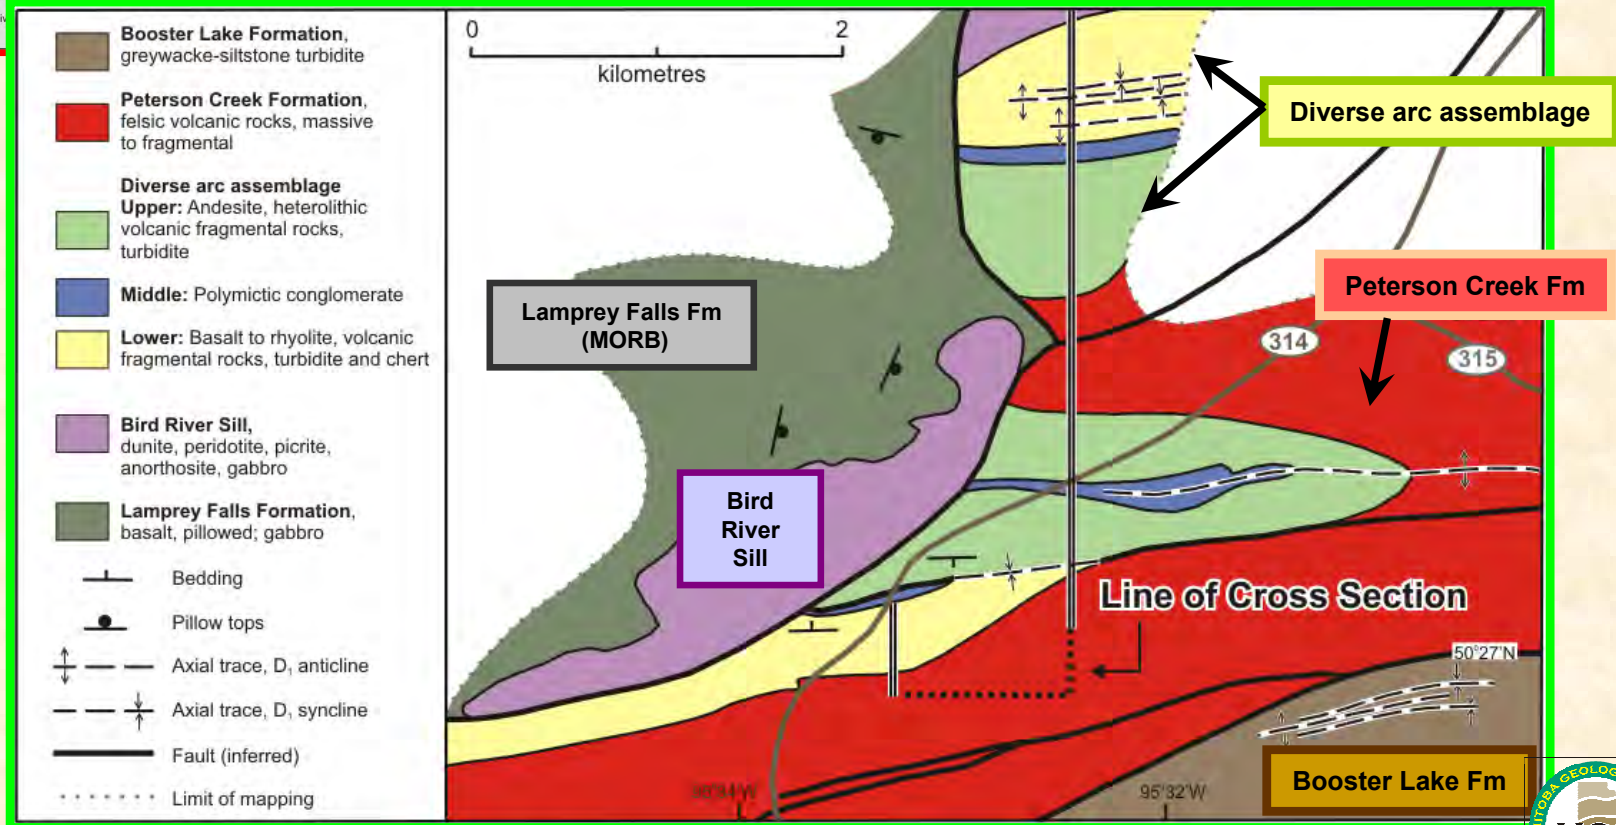 Booster Lake Formation,
greywacke-siltstone turbidite
Peterson Creek Formation,
felsic volcanic rocks, massive
to fragmental
Diverse arc assemblage
Upper: Andesite, heterolithic
volcanic fragmental rocks,
turbidite
Middle: Polymictic conglomerate
Lower: Basalt to rhyolite, volcanic
fragmental rocks, turbidite and chert
Bird River Sill,
dunite, peridotite, picrite,
anorthosite, gabbro
Lamprey Falls Formation,
basalt, pillowed; gabbro
Bedding
Pillow tops
Axial trace, D₁ anticline
Axial trace, D₁ syncline
Fault (inferred)
Limit of mapping
0 2
kilometres
Diverse arc assemblage
Peterson Creek Fm
Lamprey Falls Fm
(MORB)
314
315
Bird
River
Sill
Line of Cross Section
50°27'N
Booster Lake Fm
95°32'W